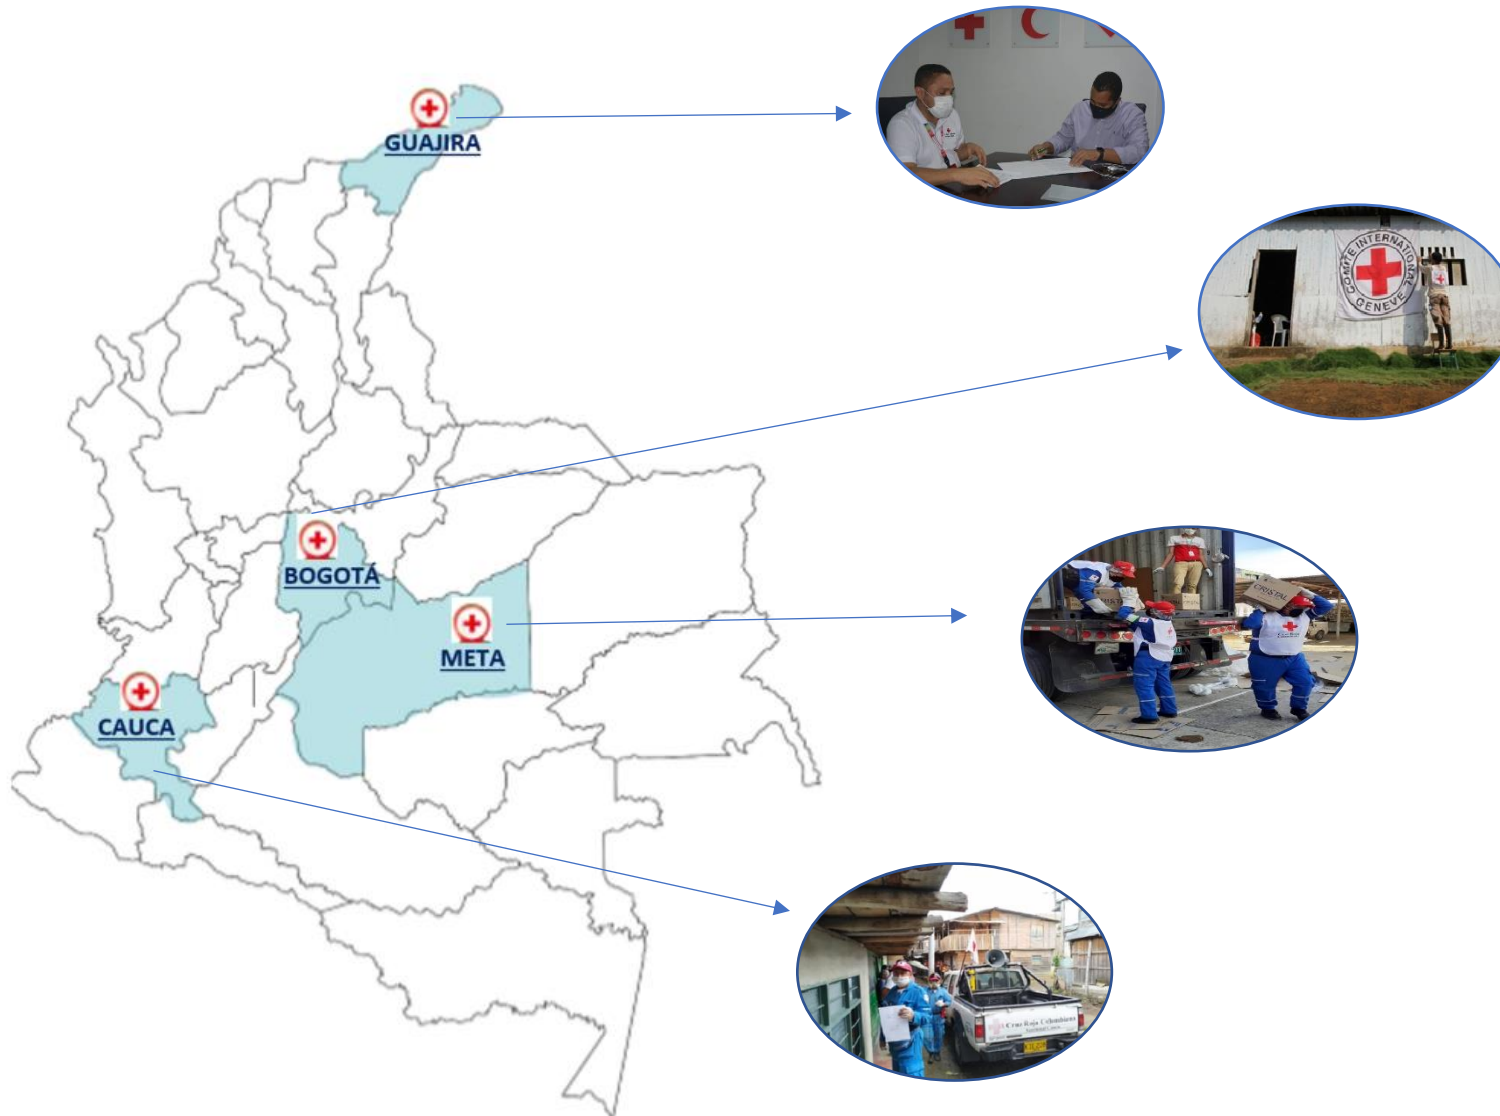 GUAJIRA
COMITE INTERNATIONAL
GENEVE
BOGOTÁ
META
CRISTAL
CAUCA
Cruz Roja Colombiana